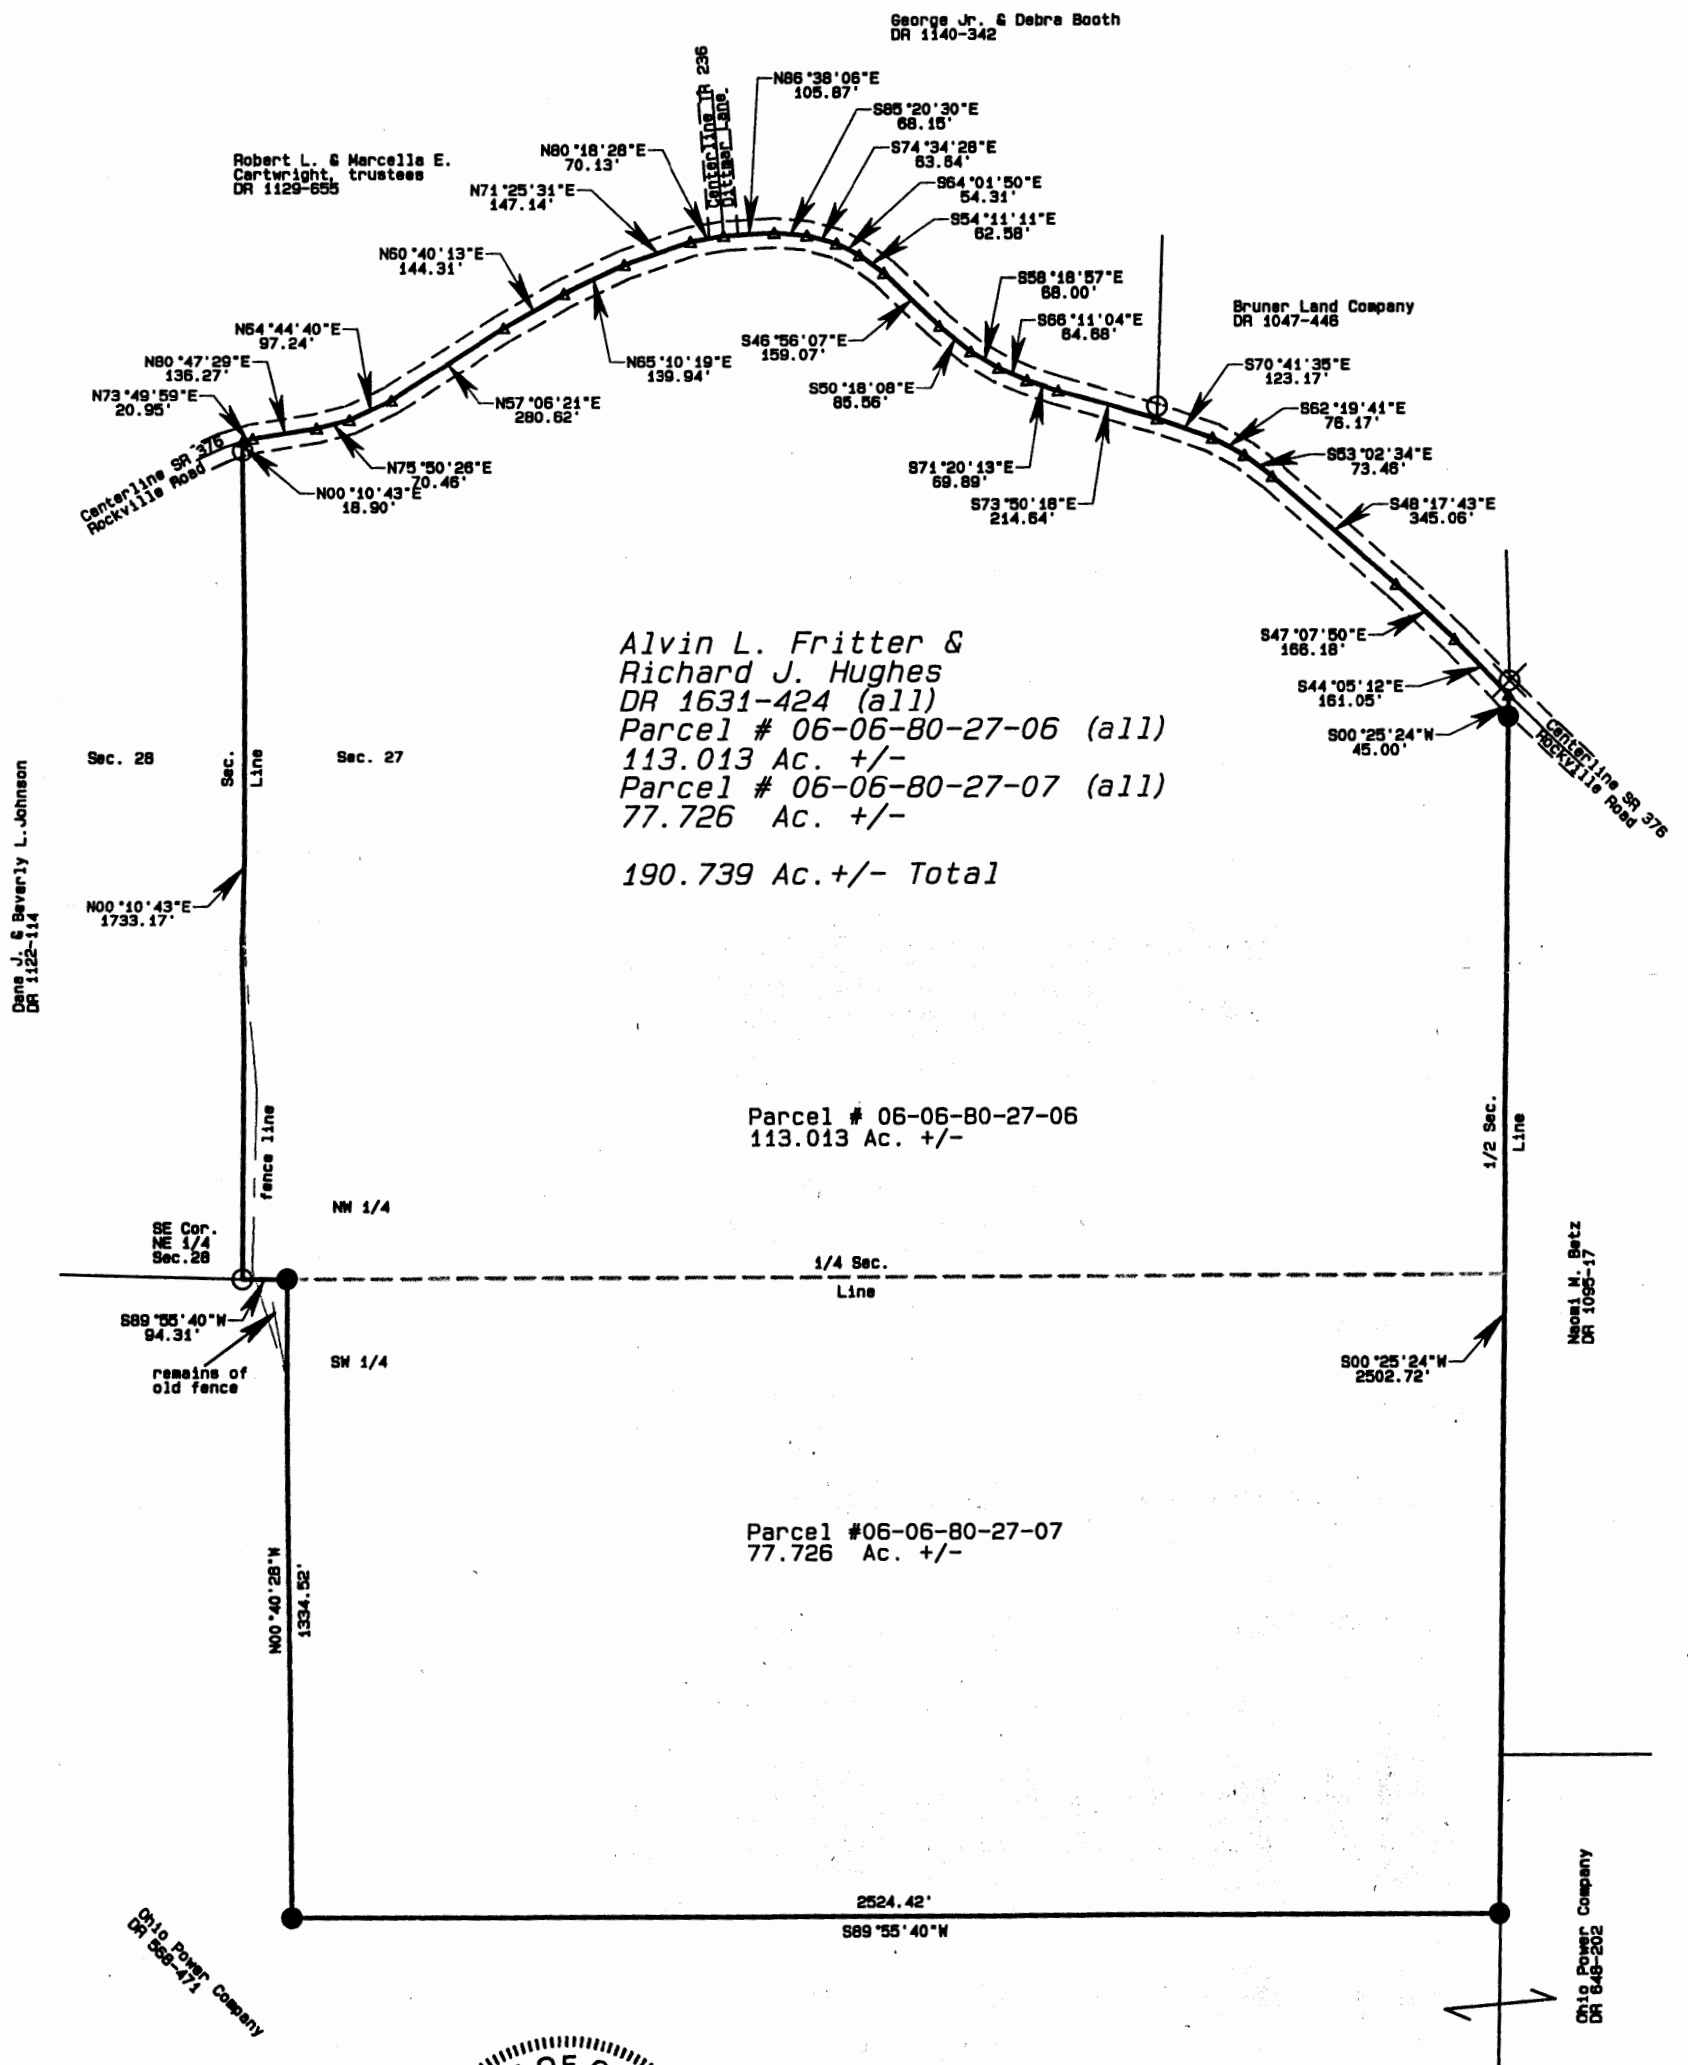 George Jr. & Debra Booth
DR 1140-342
Centerline TR 236
Dittmar Lane.
N86°38'06"E
105.87'
S85°20'30"E
68.15'
N80°18'28"E
70.13'
S74°34'28"E
63.64'
Robert L. & Marcella E.
Cartwright, trustees
DR 1129-655
N71°25'31"E
147.14'
S64°01'50"E
54.31'
S54°11'11"E
62.58'
N60°40'13"E
144.31'
S58°18'57"E
68.00'
Bruner Land Company
DR 1047-446
S66°11'04"E
64.68'
N64°44'40"E
97.24'
S46°56'07"E
159.07'
N65°10'19"E
139.94'
N80°47'29"E
136.27'
S70°41'35"E
123.17'
S50°18'08"E
85.56'
N73°49'59"E
20.95'
N57°06'21"E
280.62'
S62°19'41"E
76.17'
Centerline SR 376
Rockville Road
N75°50'26"E
70.46'
S71°20'13"E
69.89'
S53°02'34"E
73.46'
N00°10'43"E
18.90'
S73°50'18"E
214.64'
S48°17'43"E
345.06'
Alvin L. Fritter &
Richard J. Hughes
DR 1631-424 (all)
Parcel # 06-06-80-27-06 (all)
113.013 Ac. +/-
Parcel # 06-06-80-27-07 (all)
77.726 Ac. +/-
190.739 Ac.+/- Total
S47°07'50"E
166.18'
S44°05'12"E
161.05'
S00°25'24"W
45.00'
Centerline SR 376
Rockville Road
Sec. 28
Sec.
Line
Sec. 27
Dana J. & Beverly L. Johnson
DR 1122-114
N00°10'43"E
1733.17'
fence line
Parcel # 06-06-80-27-06
113.013 Ac. +/-
1/2 Sec.
Line
NW 1/4
SE Cor.
NE 1/4
Sec.28
1/4 Sec.
Line
Naomi M. Betz
DR 1095-17
S89°55'40"W
94.31'
remains of
old fence
SW 1/4
S00°25'24"W
2502.72'
Parcel #06-06-80-27-07
77.726 Ac. +/-
N00°40'28"W
1334.52'
2524.42'
S89°55'40"W
Ohio Power Company
DR 568-471
Ohio Power Company
DR 648-202
OF